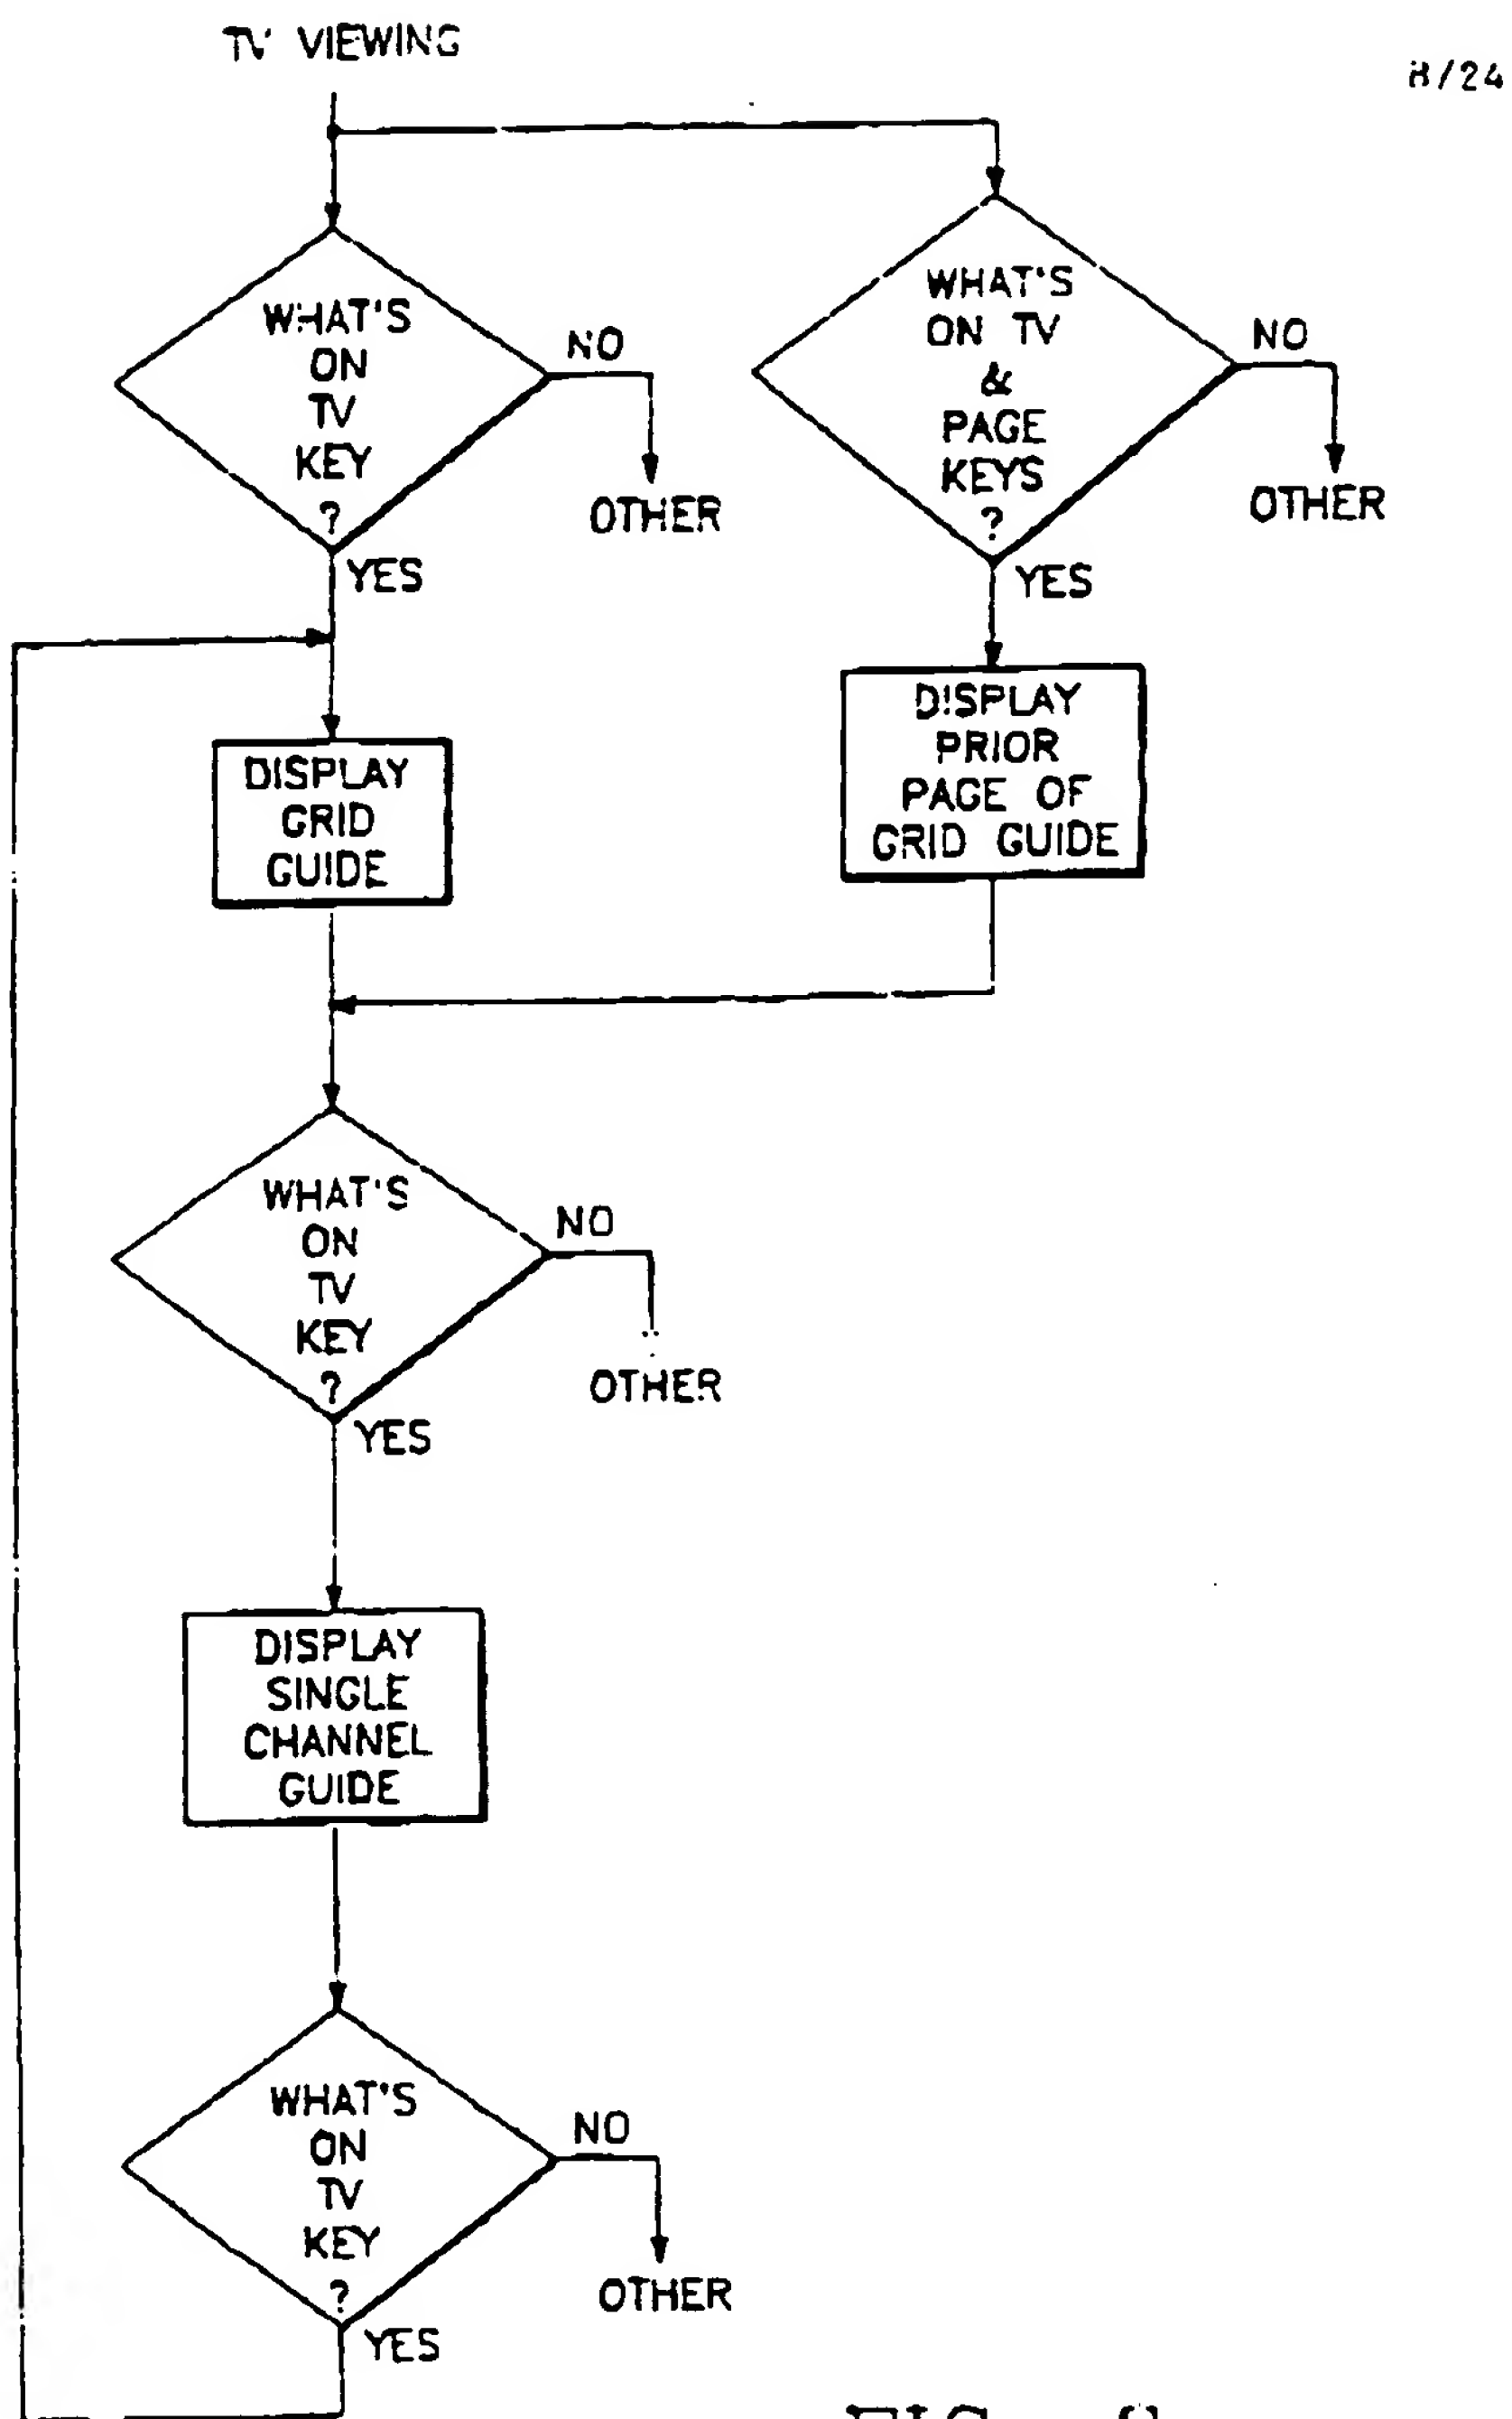 TV VIEWING
8/24
WHAT'S
ON
TV
KEY
?
NO
OTHER
YES
WHAT'S
ON TV
&
PAGE
KEYS
?
NO
OTHER
YES
DISPLAY
GRID
GUIDE
DISPLAY
PRIOR
PAGE OF
GRID GUIDE
WHAT'S
ON
TV
KEY
?
NO
OTHER
YES
DISPLAY
SINGLE
CHANNEL
GUIDE
WHAT'S
ON
TV
KEY
?
NO
OTHER
YES